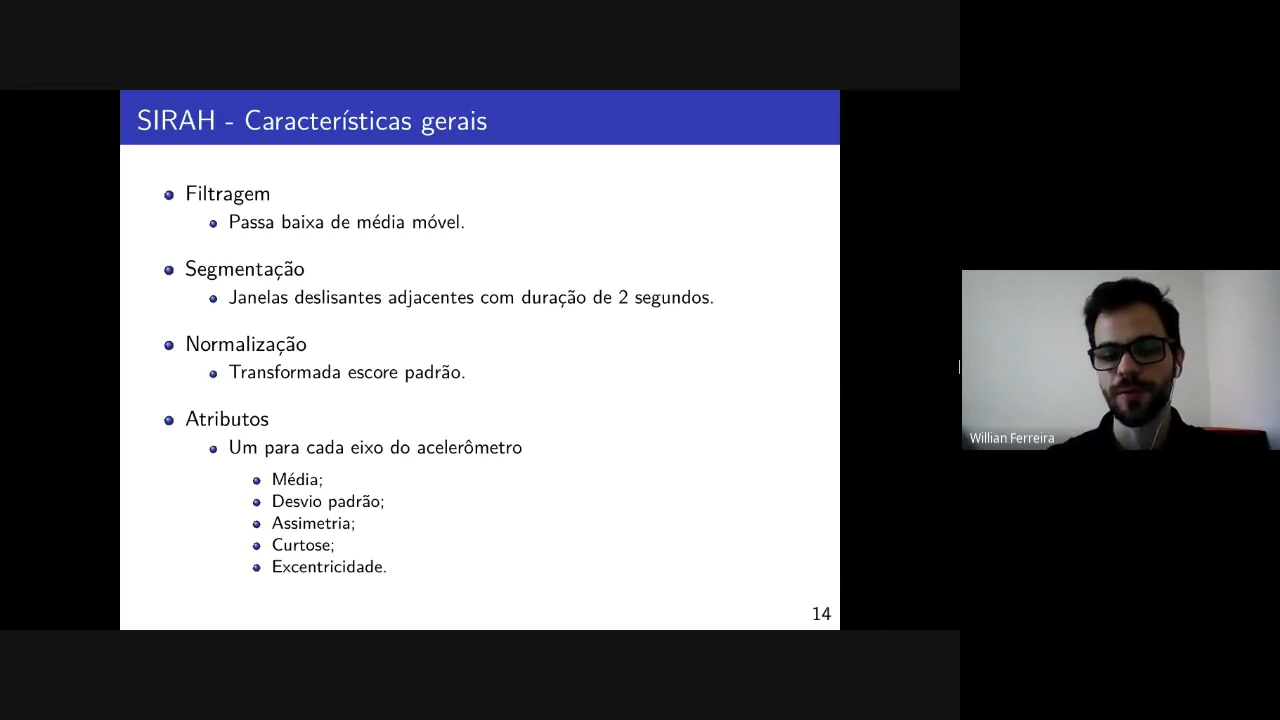 SIRAH - Características gerais
Filtragem
Passa baixa de média móvel.
Segmentação
Janelas deslisantes adjacentes com duração de 2 segundos.
Normalização
Transformada escore padrão.
Atributos
Um para cada eixo do acelerômetro
Média;
Desvio padrão;
Assimetria;
Curtose;
Excentricidade.
14
Willian Ferreira